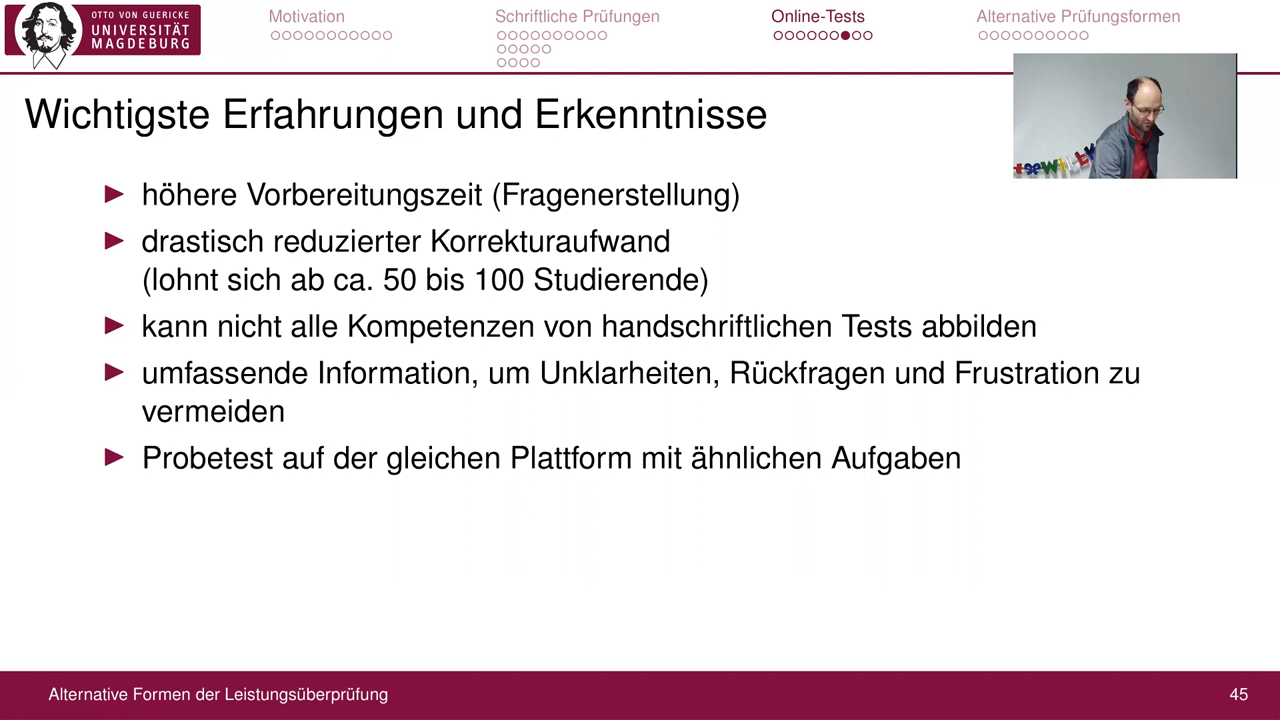 OTTO VON GUERICKE
UNIVERSITÄT
MAGDEBURG
Motivation
Schriftliche Prüfungen
Online-Tests
Alternative Prüfungsformen
Wichtigste Erfahrungen und Erkenntnisse
höhere Vorbereitungszeit (Fragenerstellung)
drastisch reduzierter Korrekturaufwand
(lohnt sich ab ca. 50 bis 100 Studierende)
kann nicht alle Kompetenzen von handschriftlichen Tests abbilden
umfassende Information, um Unklarheiten, Rückfragen und Frustration zu
vermeiden
Probetest auf der gleichen Plattform mit ähnlichen Aufgaben
Alternative Formen der Leistungsüberprüfung
45